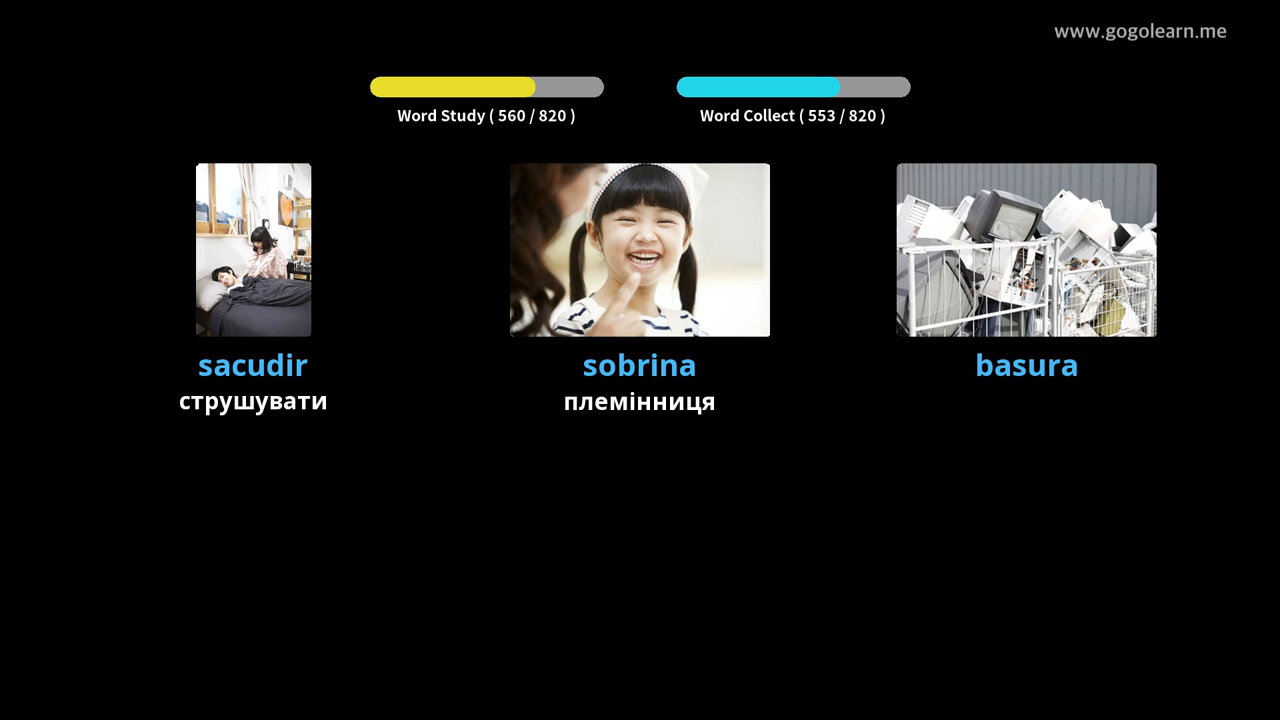 www.gogolearn.me
Word Study ( 560 / 820 )
Word Collect ( 553 / 820 )
sacudir
струшувати
sobrina
племінниця
basura